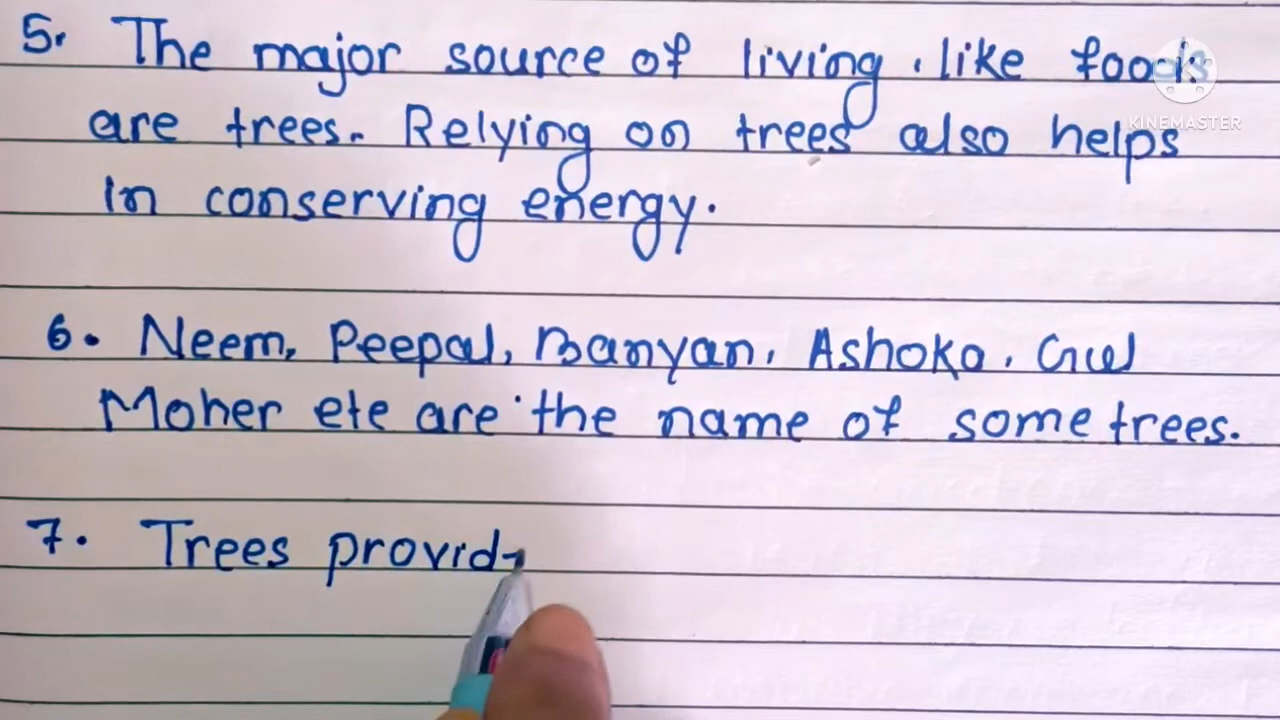 5. The major source of living, like foods
KINEMASTER
are trees. Relying on trees also helps
in conserving energy.
6. Neem, Peepal, Banyan, Ashoka, Gul
Moher etc are the name of some trees.
7. Trees provid